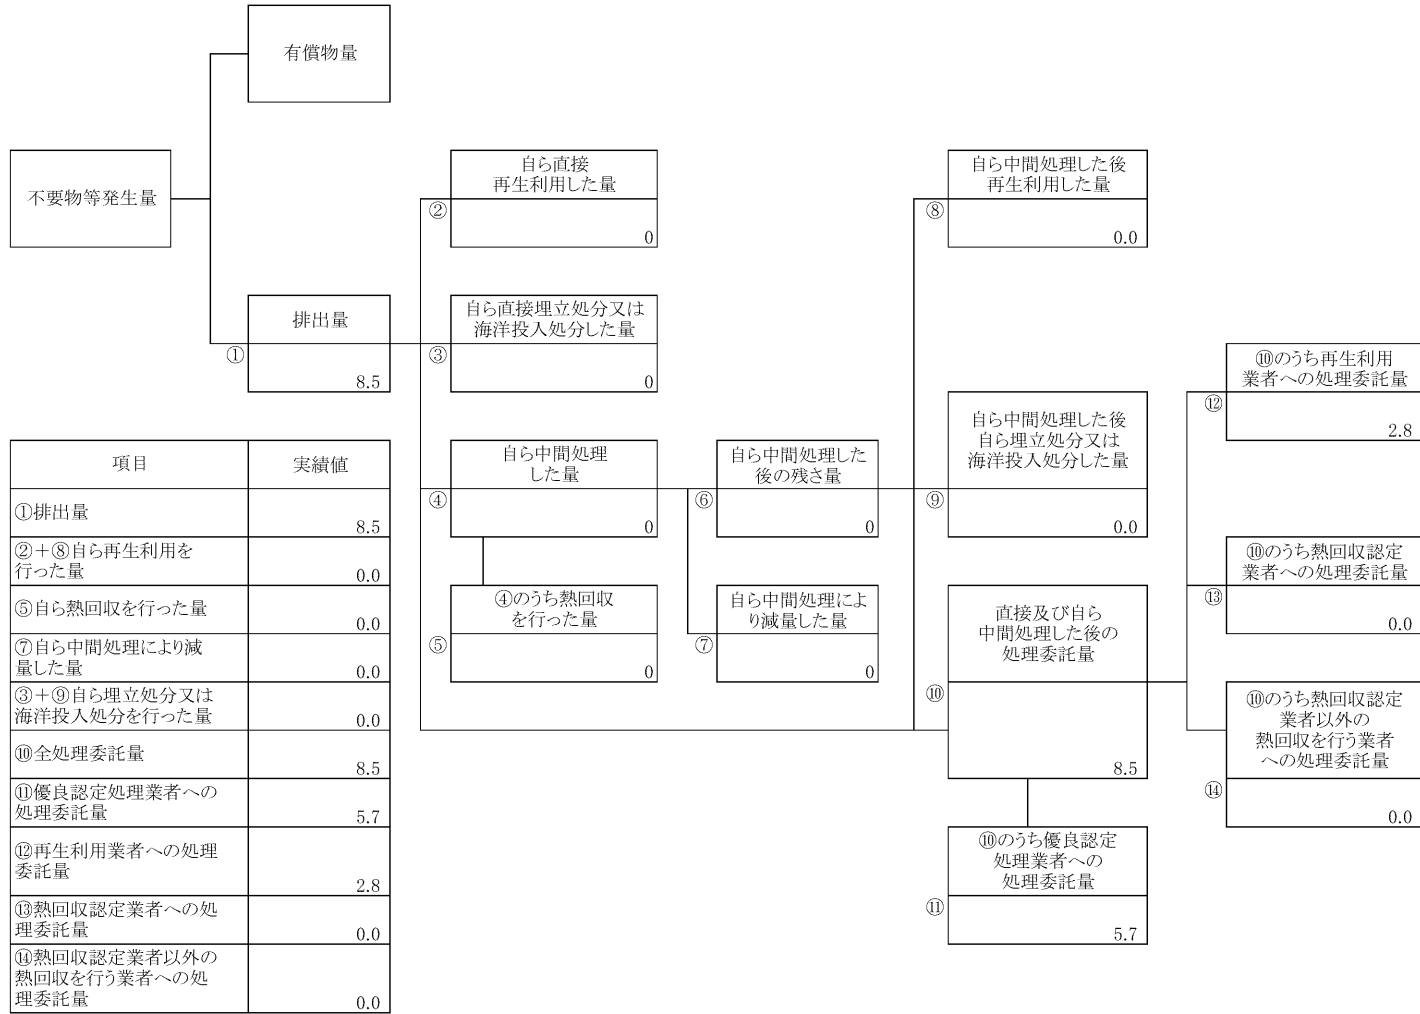 有償物量
不要物等発生量
自ら直接
再生利用した量
②
0
自ら中間処理した後
再生利用した量
⑧
0.0
排出量
①
8.5
自ら直接埋立処分又は
海洋投入処分した量
③
0
⑩のうち再生利用
業者への処理委託量
⑫
2.8
自ら中間処理
した量
④
0
自ら中間処理した
後の残さ量
⑥
0
自ら中間処理した後
自ら埋立処分又は
海洋投入処分した量
⑨
0.0
⑩のうち熱回収認定
業者への処理委託量
⑬
0.0
④のうち熱回収
を行った量
⑤
0
自ら中間処理によ
り減量した量
⑦
0
直接及び自ら
中間処理した後の
処理委託量
⑩
8.5
⑩のうち熱回収認定
業者以外の
熱回収を行う業者
への処理委託量
⑭
0.0
⑩のうち優良認定
処理業者への
処理委託量
⑪
5.7
項目 実績値
①排出量
8.5
②＋⑧自ら再生利用を
行った量
0.0
⑤自ら熱回収を行った量
0.0
⑦自ら中間処理により減
量した量
0.0
③＋⑨自ら埋立処分又は
海洋投入処分を行った量
0.0
⑩全処理委託量
8.5
⑪優良認定処理業者への
処理委託量
5.7
⑫再生利用業者への処理
委託量
2.8
⑬熱回収認定業者への処
理委託量
0.0
⑭熱回収認定業者以外の
熱回収を行う業者への処
理委託量
0.0